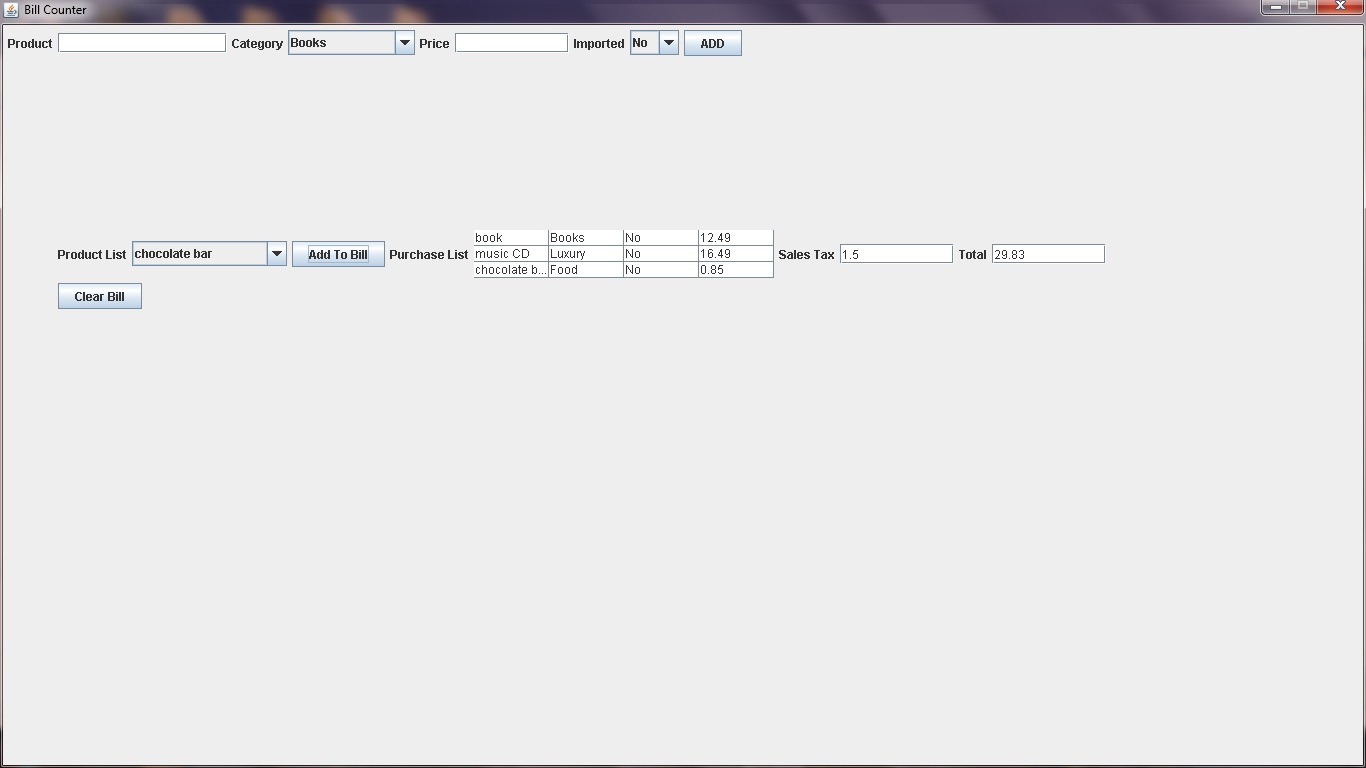 Bill Counter
Product Category Books Price Imported No ADD
Product List chocolate bar Add To Bill Purchase List
book Books No 12.49
music CD Luxury No 16.49
chocolate b... Food No 0.85
Sales Tax 1.5 Total 29.83
Clear Bill